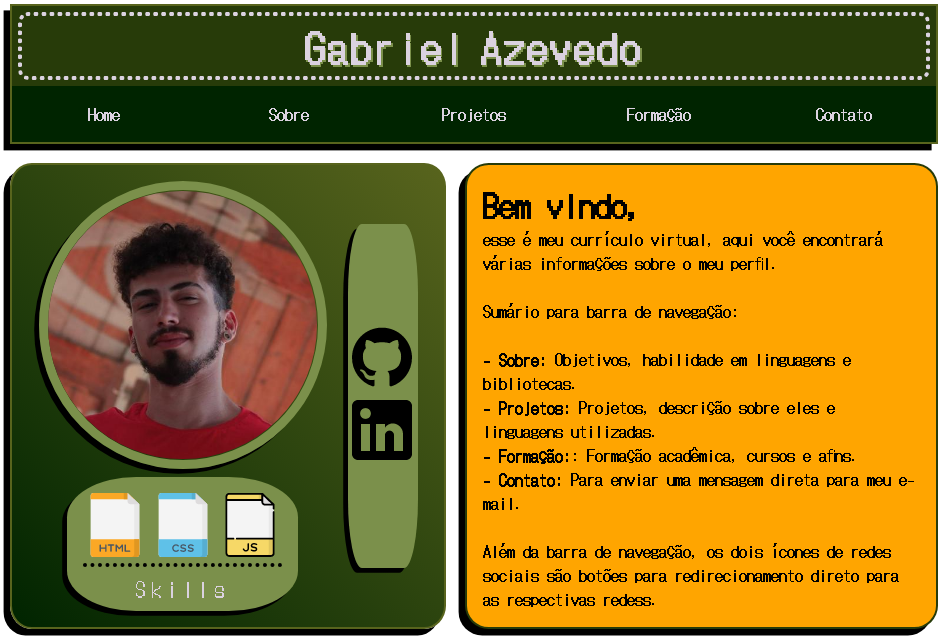 Gabriel Azevedo
Home Sobre Projetos Formação Contato
Bem vindo,
esse é meu currículo virtual, aqui você encontrará
várias informações sobre o meu perfil.
Sumário para barra de navegação:
- Sobre: Objetivos, habilidade em linguagens e
bibliotecas.
- Projetos: Projetos, descrição sobre eles e
linguagens utilizadas.
- Formação:: Formação acadêmica, cursos e afins.
- Contato: Para enviar uma mensagem direta para meu e-
mail.
Além da barra de navegação, os dois ícones de redes
sociais são botões para redirecionamento direto para
as respectivas redess.
in
HTML CSS JS
Skills